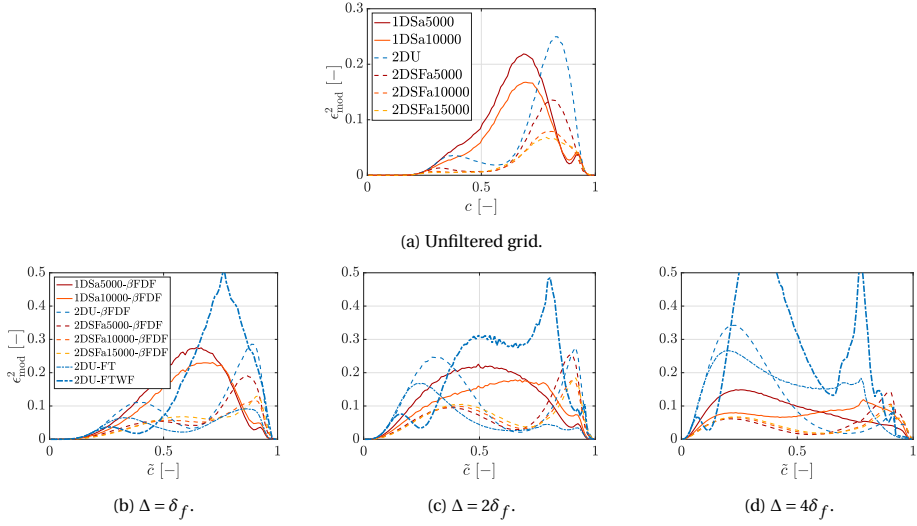 0.3
0.2
0.1
0
ϵ²mod [−]
1DSa5000
1DSa10000
2DU
2DSFa5000
2DSFa10000
2DSFa15000
0 0.5 1
c [−]
(a) Unfiltered grid.
0.5
0.4
0.3
0.2
0.1
0
ϵ²mod [−]
1DSa5000-βFDF
1DSa10000-βFDF
2DU-βFDF
2DSFa5000-βFDF
2DSFa10000-βFDF
2DSFa15000-βFDF
2DU-FT
2DU-FTWF
0 0.5 1
c̃ [−]
(b) Δ = δf.
0.5
0.4
0.3
0.2
0.1
0
0 0.5 1
c̃ [−]
(c) Δ = 2δf.
0.5
0.4
0.3
0.2
0.1
0
0 0.5 1
c̃ [−]
(d) Δ = 4δf.